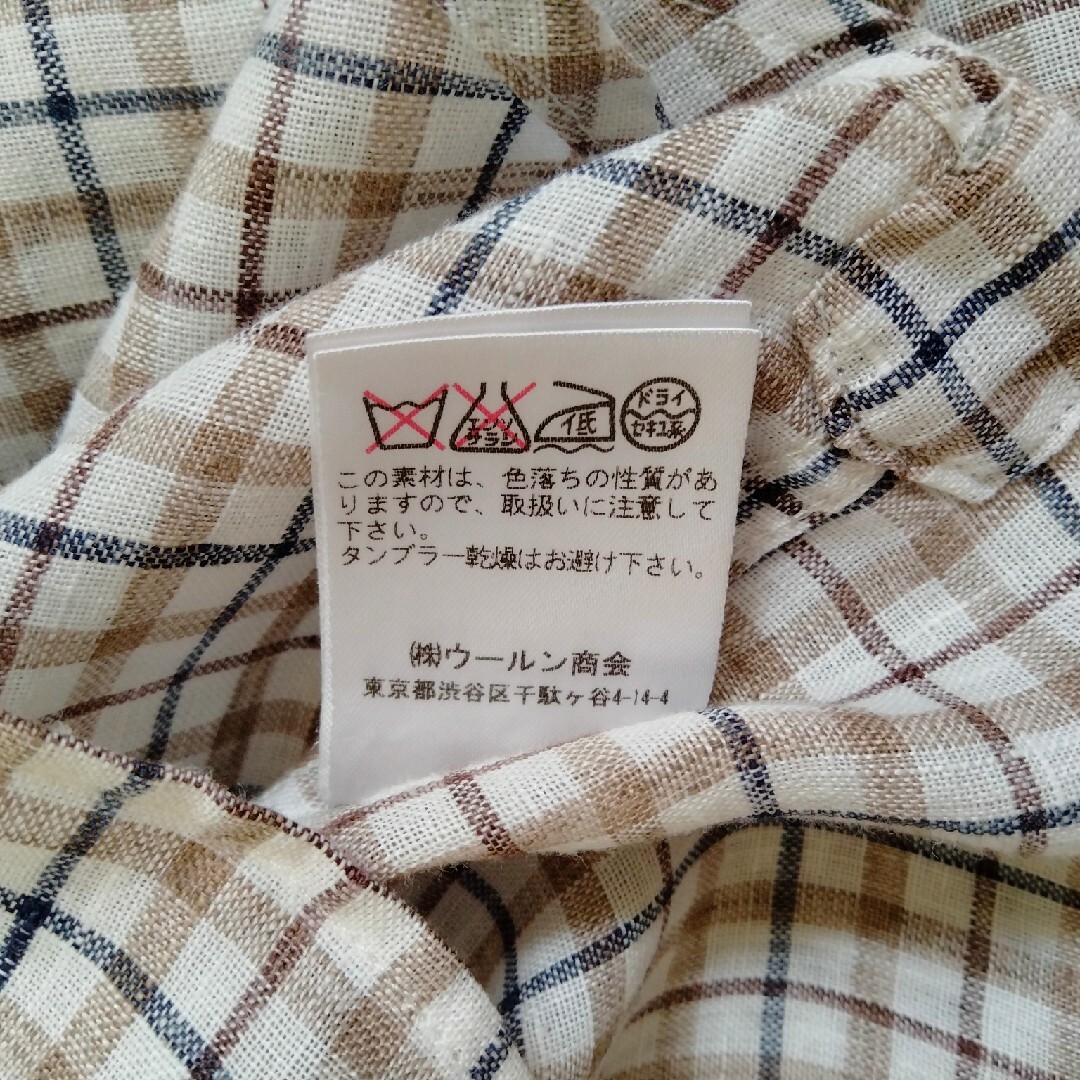 エンソ
サラシ
イ低
ドライ
セキユ系
この素材は、色落ちの性質があ
りますので、取扱いに注意して
下さい。
タンブラー乾燥はお避け下さい。
㈱ウールン商会
東京都渋谷区千駄ヶ谷4-14-4